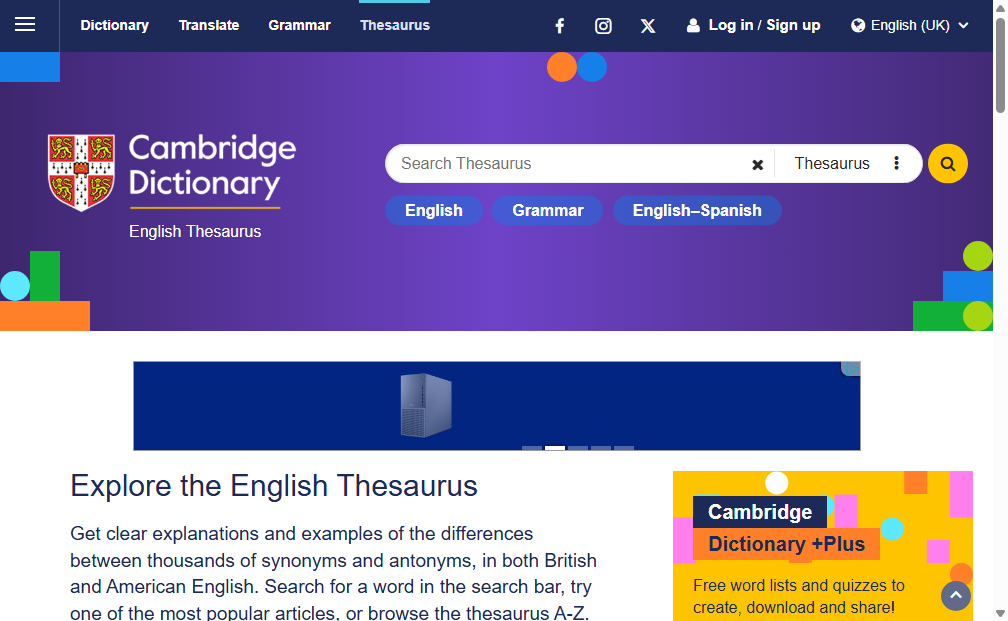 Dictionary Translate Grammar Thesaurus Log in / Sign up English (UK)
Cambridge
Dictionary
English Thesaurus
Search Thesaurus Thesaurus
English Grammar English–Spanish
Explore the English Thesaurus
Get clear explanations and examples of the differences
between thousands of synonyms and antonyms, in both British
and American English. Search for a word in the search bar, try
one of the most popular articles, or browse the thesaurus A-Z.
Cambridge
Dictionary +Plus
Free word lists and quizzes to
create, download and share!